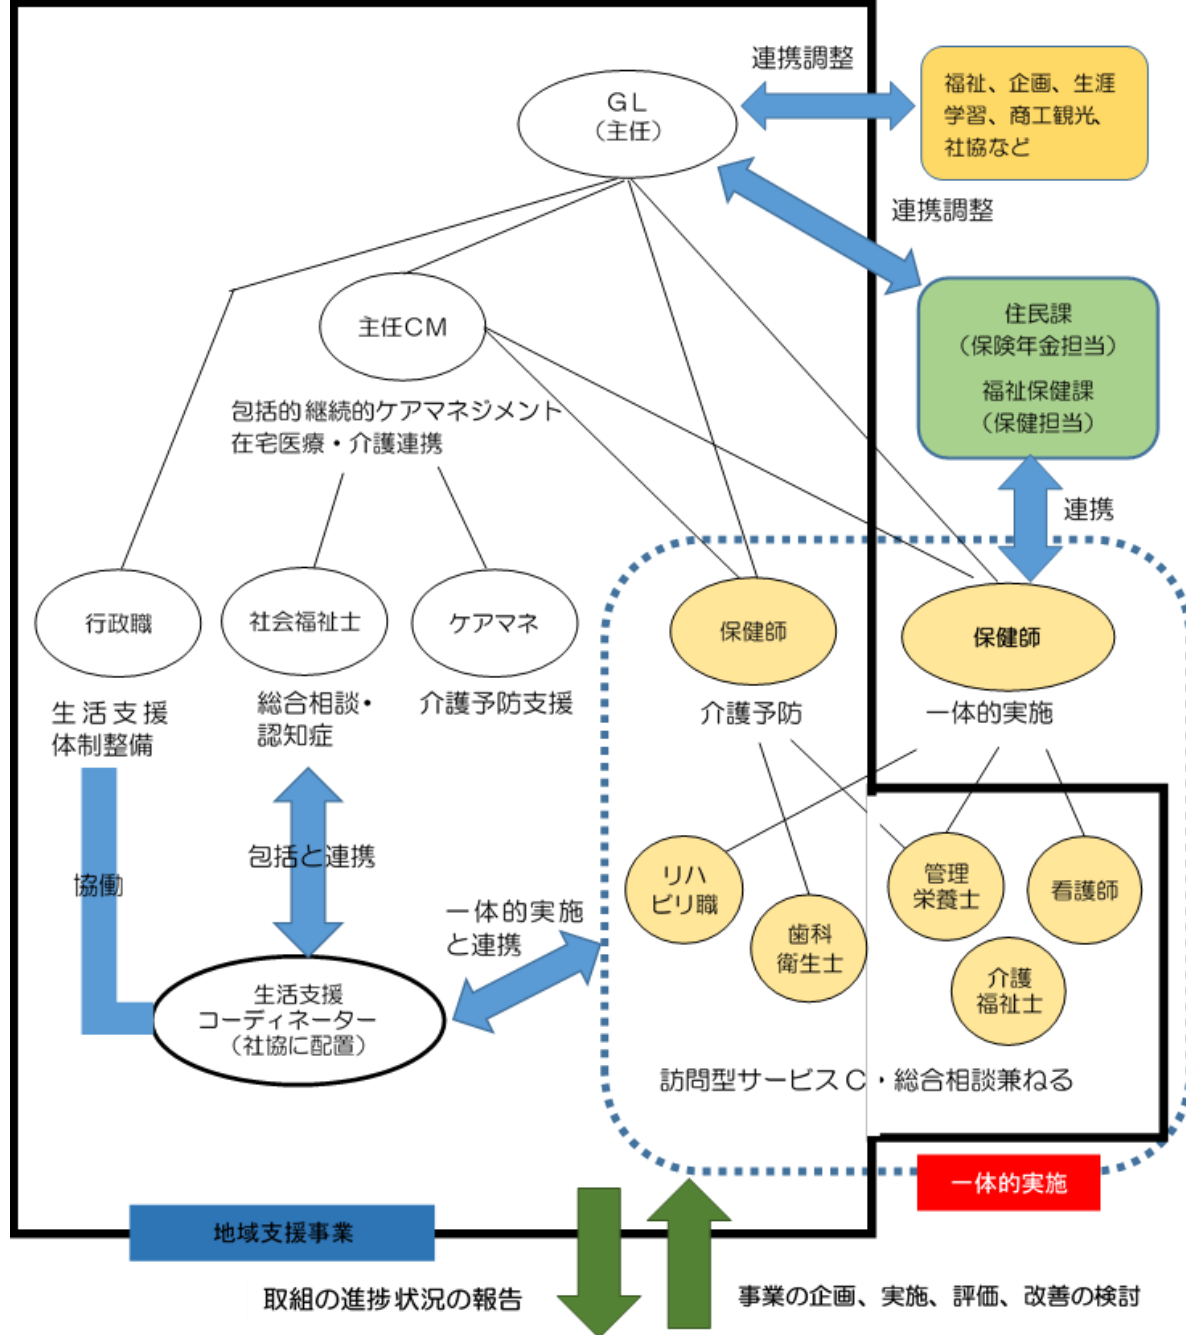 連携調整
GL
（主任）
福祉、企画、生涯
学習、商工観光、
社協など
連携調整
住民課
（保険年金担当）
福祉保健課
（保健担当）
主任CM
包括的継続的ケアマネジメント
在宅医療・介護連携
連携
行政職
社会福祉士
ケアマネ
保健師
保健師
生活支援
体制整備
総合相談・
認知症
介護予防支援
介護予防
一体的実施
協働
包括と連携
一体的実施
と連携
リハ
ビリ職
歯科
衛生士
管理
栄養士
看護師
介護
福祉士
生活支援
コーディネーター
（社協に配置）
訪問型サービスC・総合相談兼ねる
一体的実施
地域支援事業
取組の進捗状況の報告
事業の企画、実施、評価、改善の検討